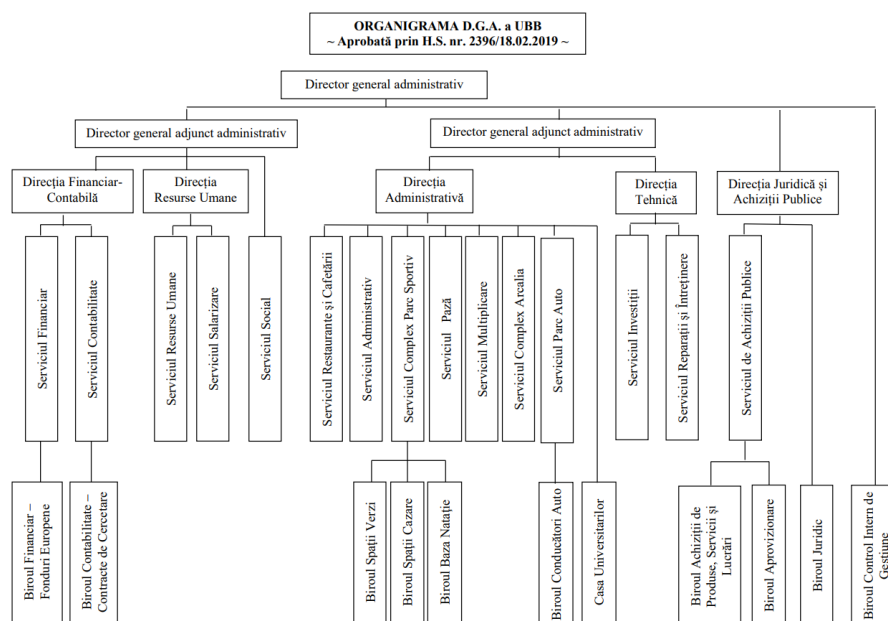 ORGANIGRAMA D.G.A. a UBB
~ Aprobată prin H.S. nr. 2396/18.02.2019 ~
Director general administrativ
Director general adjunct administrativ
Director general adjunct administrativ
Direcția Financiar-
Contabilă
Direcția
Resurse Umane
Direcția
Administrativă
Direcția
Tehnică
Direcția Juridică și
Achiziții Publice
Serviciul Financiar
Serviciul Contabilitate
Serviciul Resurse Umane
Serviciul Salarizare
Serviciul Social
Serviciul Restaurante și Cafetării
Serviciul Administrativ
Serviciul Complex Parc Sportiv
Serviciul Pază
Serviciul Multiplicare
Serviciul Complex Arcalia
Serviciul Parc Auto
Serviciul Investiții
Serviciul Reparații și Întreținere
Serviciul de Achiziții Publice
Biroul Financiar –
Fonduri Europene
Biroul Contabilitate –
Contracte de Cercetare
Biroul Spații Verzi
Biroul Spații Cazare
Biroul Baza Natație
Biroul Conducători Auto
Casa Universitarilor
Biroul Achiziții de
Produse, Servicii și
Lucrări
Biroul Aprovizionare
Biroul Juridic
Biroul Control Intern de
Gestiune